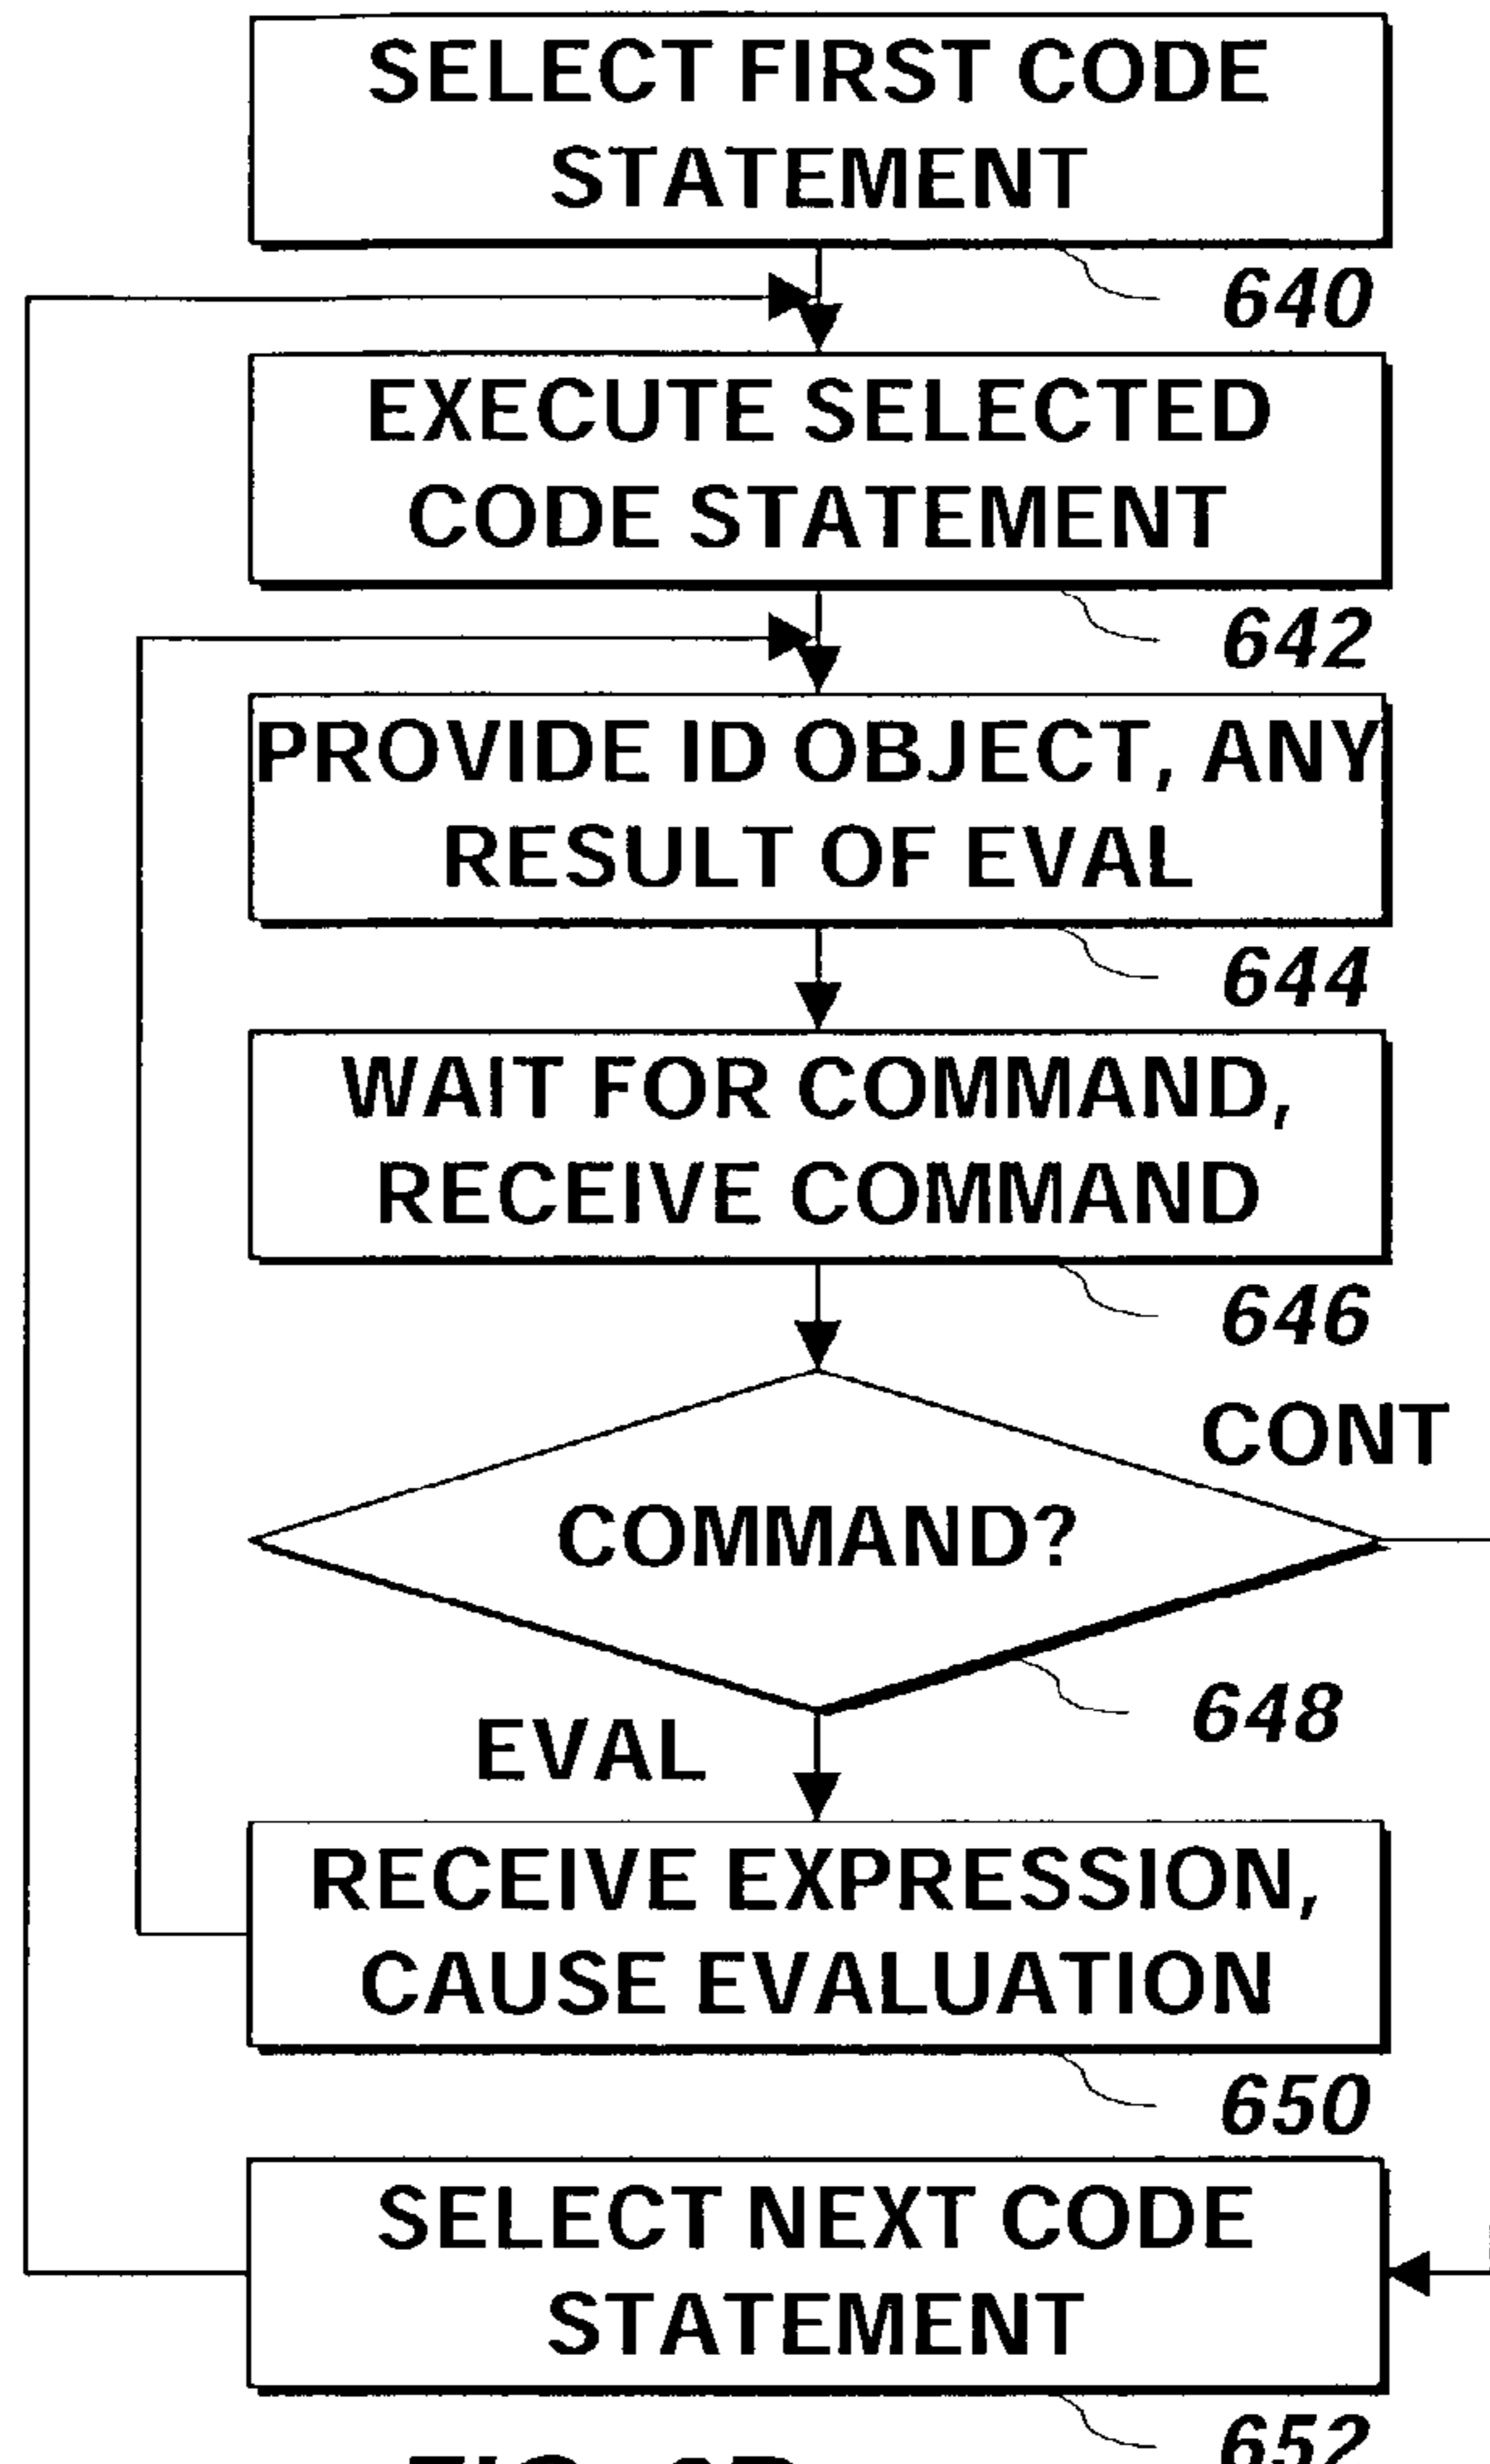 SELECT FIRST CODE
STATEMENT
640
EXECUTE SELECTED
CODE STATEMENT
642
PROVIDE ID OBJECT, ANY
RESULT OF EVAL
644
WAIT FOR COMMAND,
RECEIVE COMMAND
646
CONT
COMMAND?
648
EVAL
RECEIVE EXPRESSION,
CAUSE EVALUATION
650
SELECT NEXT CODE
STATEMENT
652